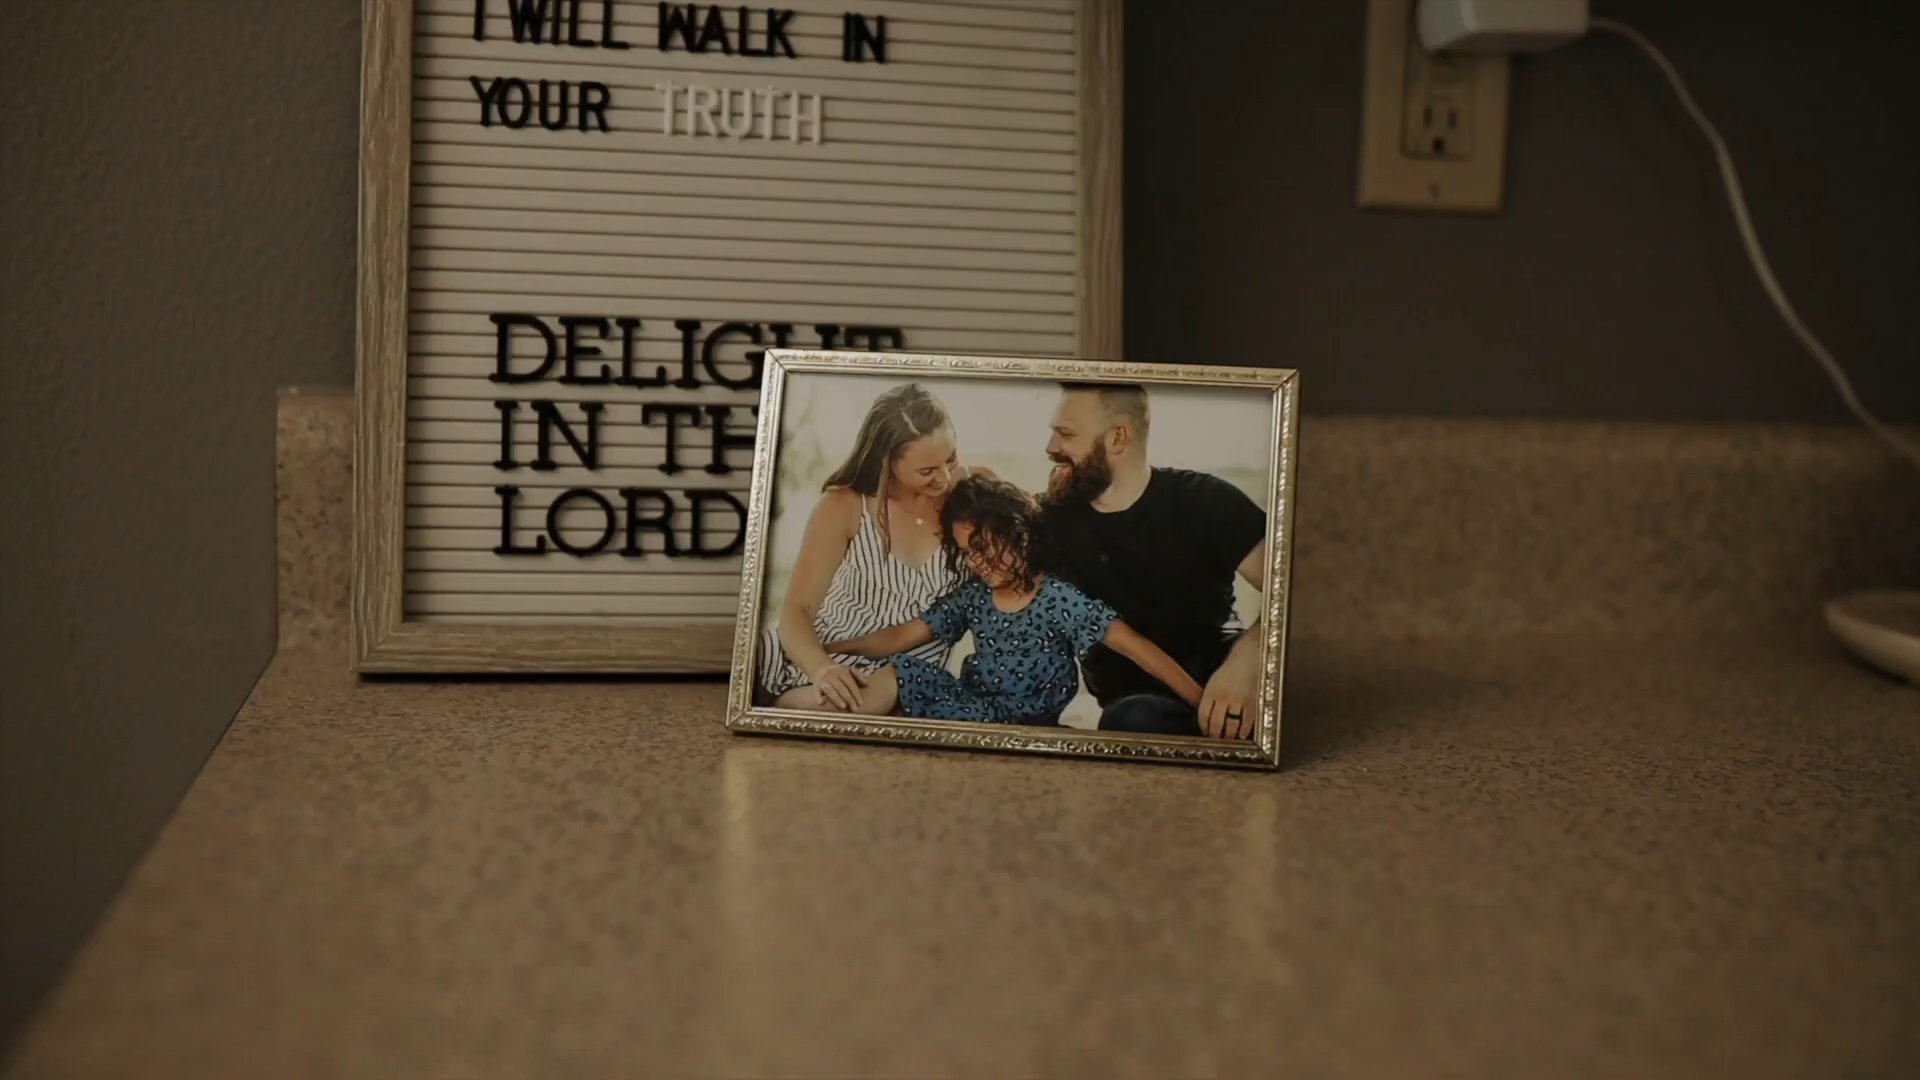 I WILL WALK IN
YOUR TRUTH
DELIGHT
IN TH
LORD